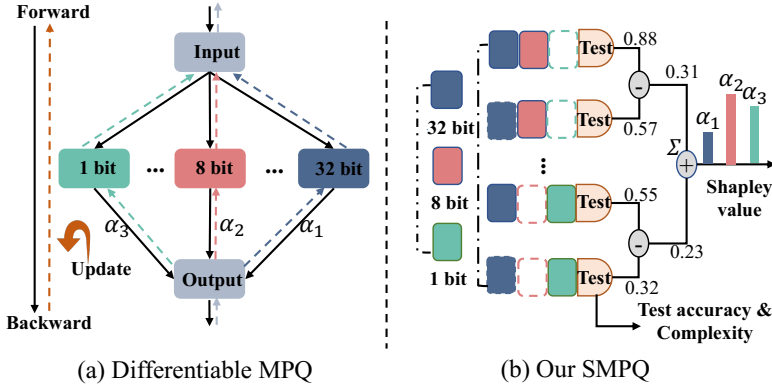 Forward
Input
1 bit
...
8 bit
...
32 bit
α₃
α₂
α₁
Update
Output
Backward
(a) Differentiable MPQ
32 bit
8 bit
1 bit
Test
0.88
-
0.31
Test
0.57
...
Test
0.55
-
0.23
Test
0.32
Σ
+
α₁
α₂
α₃
Shapley
value
Test accuracy &
Complexity
(b) Our SMPQ